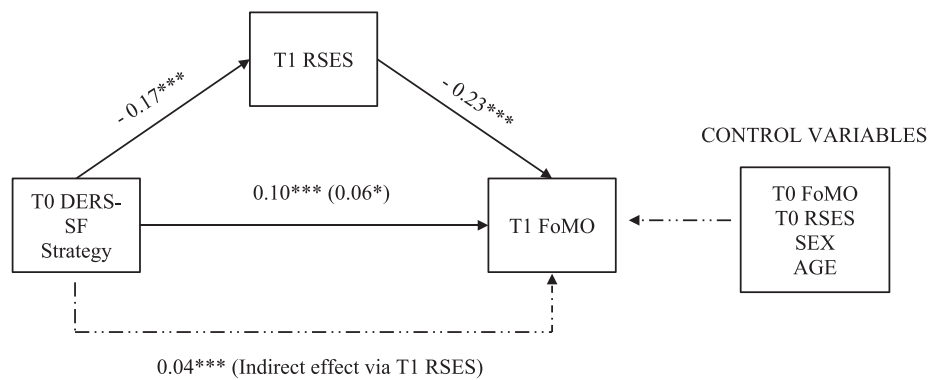 T1 RSES
- 0.17***
- 0.23***
CONTROL VARIABLES
T0 DERS-
SF
Strategy
0.10*** (0.06*)
T1 FoMO
T0 FoMO
T0 RSES
SEX
AGE
0.04*** (Indirect effect via T1 RSES)